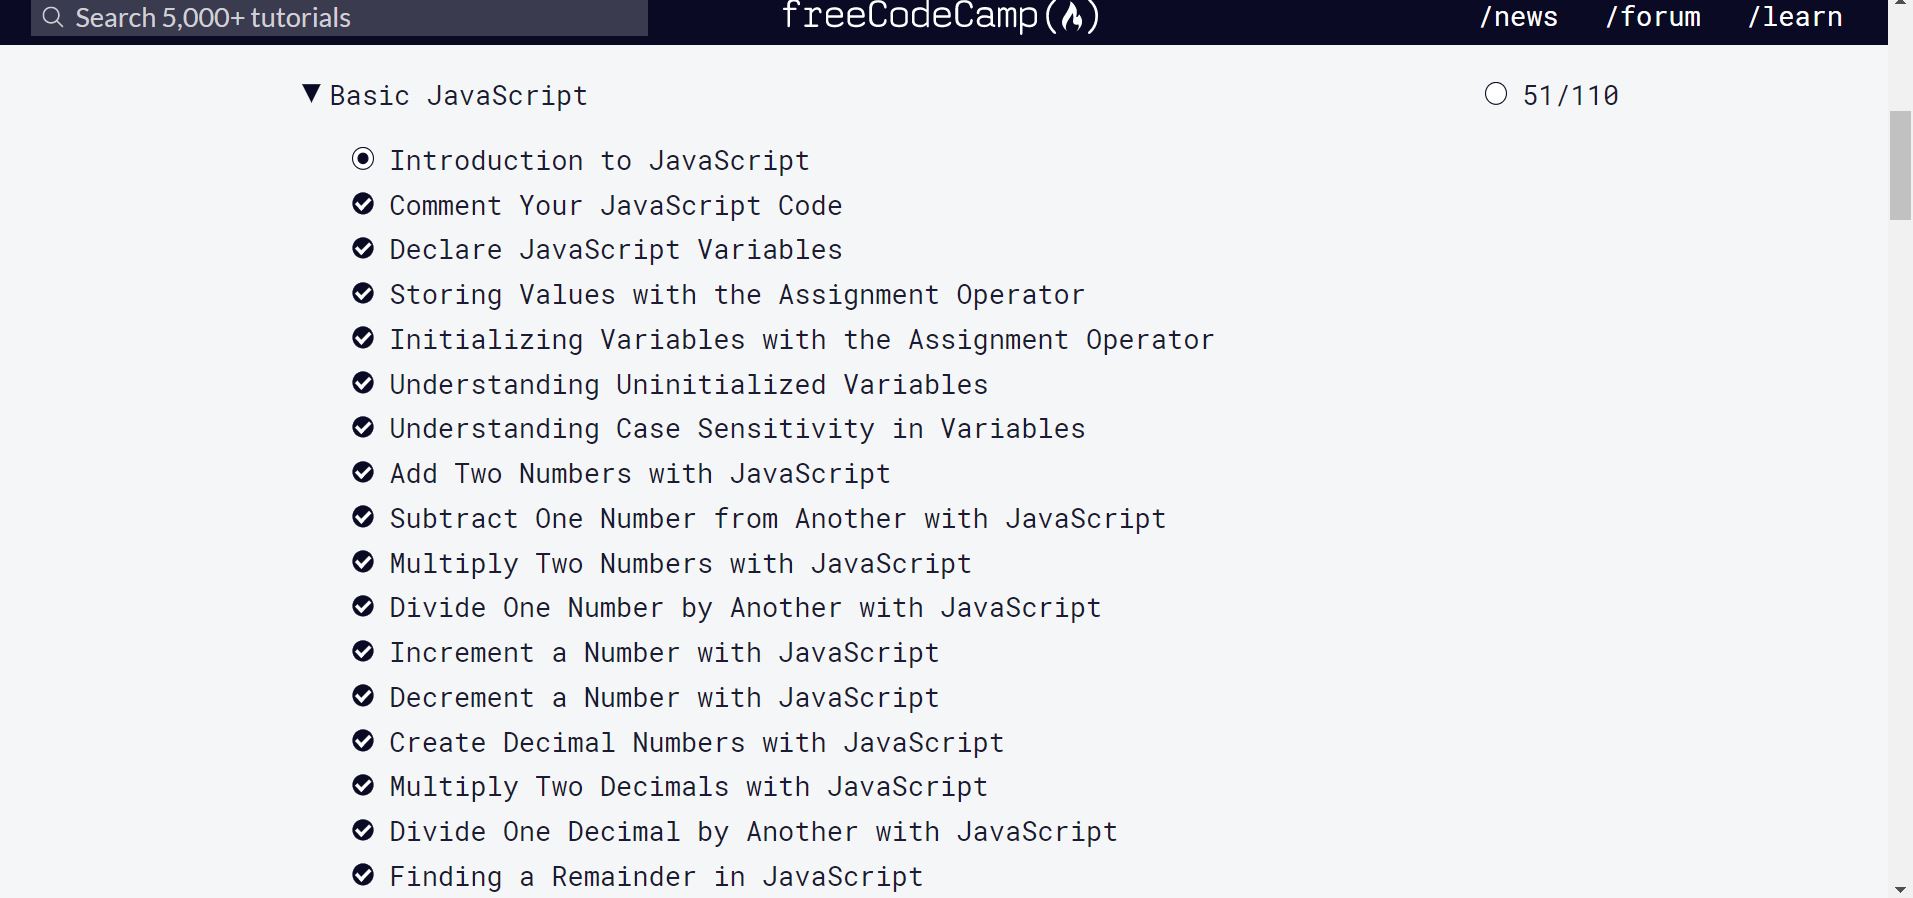 Search 5,000+ tutorials
freeCodeCamp
/news /forum /learn
Basic JavaScript
51/110
Introduction to JavaScript
Comment Your JavaScript Code
Declare JavaScript Variables
Storing Values with the Assignment Operator
Initializing Variables with the Assignment Operator
Understanding Uninitialized Variables
Understanding Case Sensitivity in Variables
Add Two Numbers with JavaScript
Subtract One Number from Another with JavaScript
Multiply Two Numbers with JavaScript
Divide One Number by Another with JavaScript
Increment a Number with JavaScript
Decrement a Number with JavaScript
Create Decimal Numbers with JavaScript
Multiply Two Decimals with JavaScript
Divide One Decimal by Another with JavaScript
Finding a Remainder in JavaScript